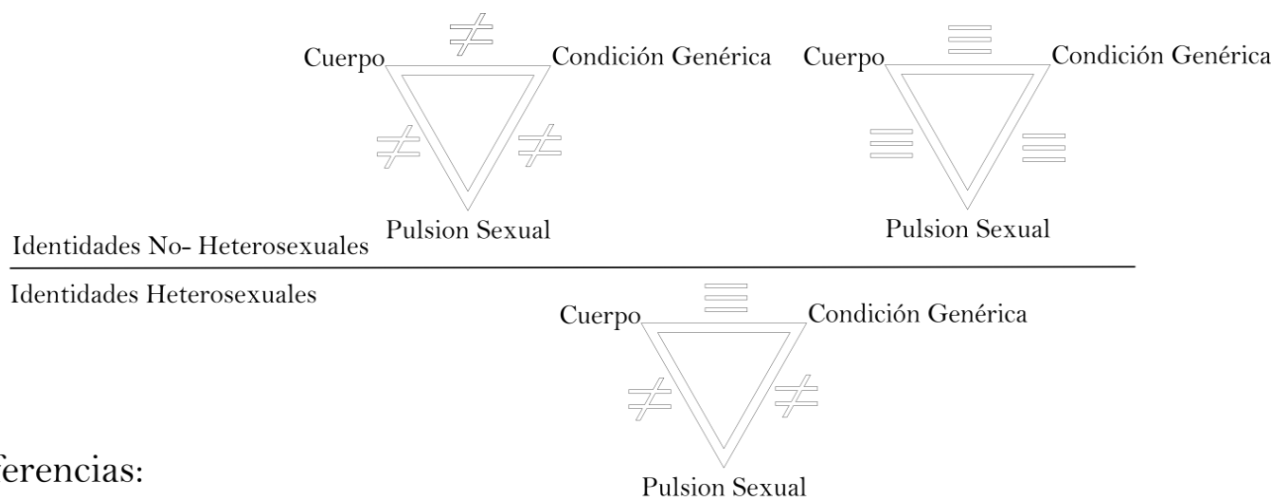 ≠
Cuerpo Condición Genérica
≠ ≠
Pulsion Sexual
≡
Cuerpo Condición Genérica
≡ ≡
Pulsion Sexual
Identidades No- Heterosexuales
Identidades Heterosexuales
≡
Cuerpo Condición Genérica
≠ ≠
Pulsion Sexual
ferencias: